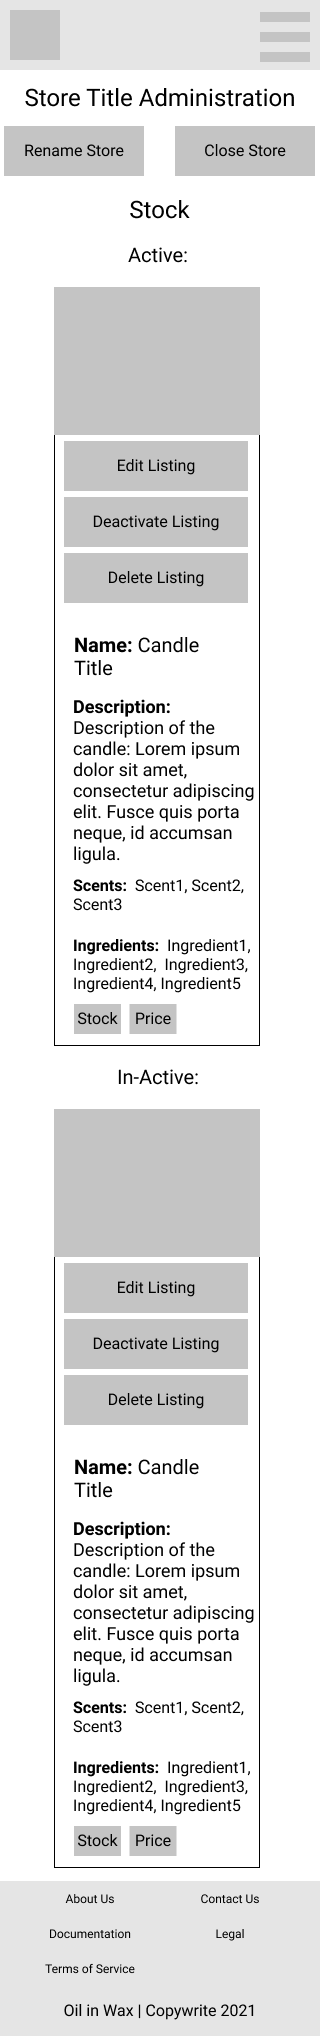 Store Title Administration
Rename Store
Close Store
Stock
Active:
Edit Listing
Deactivate Listing
Delete Listing
Name: Candle
Title
Description:
Description of the
candle: Lorem ipsum
dolor sit amet,
consectetur adipiscing
elit. Fusce quis porta
neque, id accumsan
ligula.
Scents:  Scent1, Scent2,
Scent3
Ingredients:  Ingredient1,
Ingredient2,  Ingredient3,
Ingredient4, Ingredient5
Stock
Price
In-Active:
Edit Listing
Deactivate Listing
Delete Listing
Name: Candle
Title
Description:
Description of the
candle: Lorem ipsum
dolor sit amet,
consectetur adipiscing
elit. Fusce quis porta
neque, id accumsan
ligula.
Scents:  Scent1, Scent2,
Scent3
Ingredients:  Ingredient1,
Ingredient2,  Ingredient3,
Ingredient4, Ingredient5
Stock
Price
About Us
Contact Us
Documentation
Legal
Terms of Service
Oil in Wax | Copywrite 2021